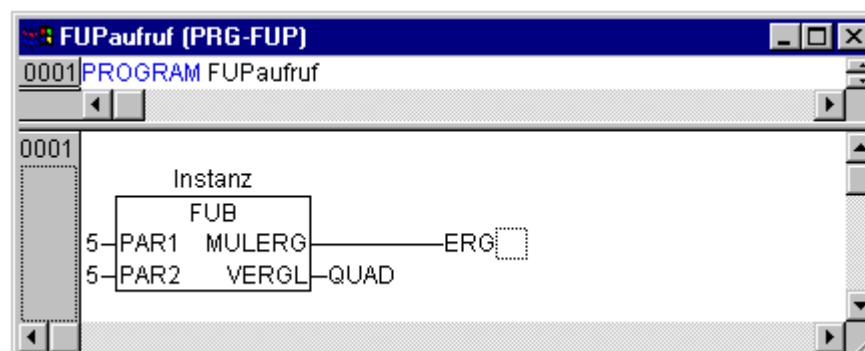 FUPaufruf (PRG-FUP)
0001 PROGRAM FUPaufruf
0001
Instanz
FUB
5 PAR1 MULERG ERG
5 PAR2 VERGL QUAD